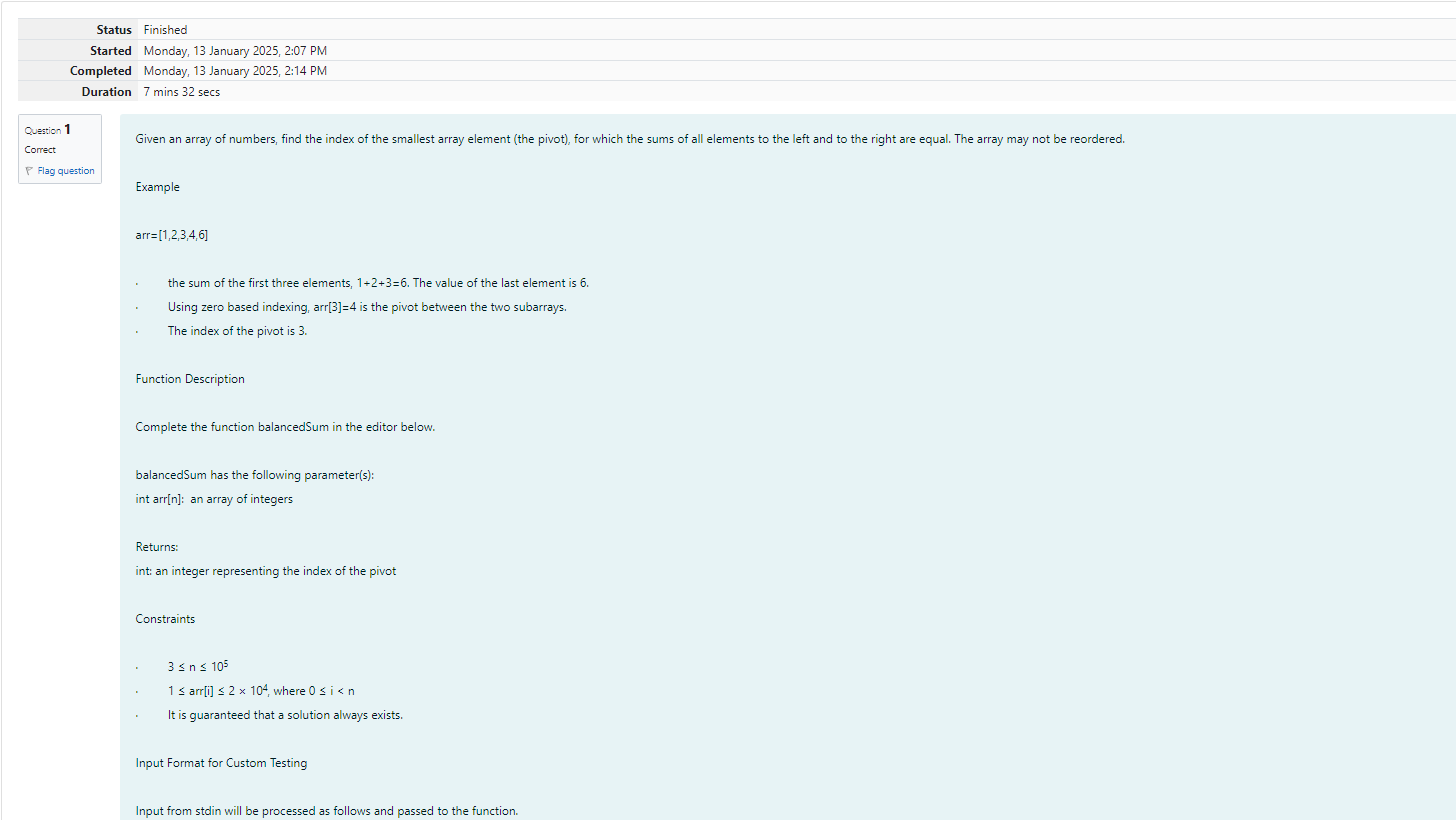 Status Finished
Started Monday, 13 January 2025, 2:07 PM
Completed Monday, 13 January 2025, 2:14 PM
Duration 7 mins 32 secs
Question 1
Correct
Flag question
Given an array of numbers, find the index of the smallest array element (the pivot), for which the sums of all elements to the left and to the right are equal. The array may not be reordered.
Example
arr=[1,2,3,4,6]
· the sum of the first three elements, 1+2+3=6. The value of the last element is 6.
· Using zero based indexing, arr[3]=4 is the pivot between the two subarrays.
· The index of the pivot is 3.
Function Description
Complete the function balancedSum in the editor below.
balancedSum has the following parameter(s):
int arr[n]: an array of integers
Returns:
int: an integer representing the index of the pivot
Constraints
· 3 ≤ n ≤ 10⁵
· 1 ≤ arr[i] ≤ 2 × 10⁴, where 0 ≤ i < n
· It is guaranteed that a solution always exists.
Input Format for Custom Testing
Input from stdin will be processed as follows and passed to the function.